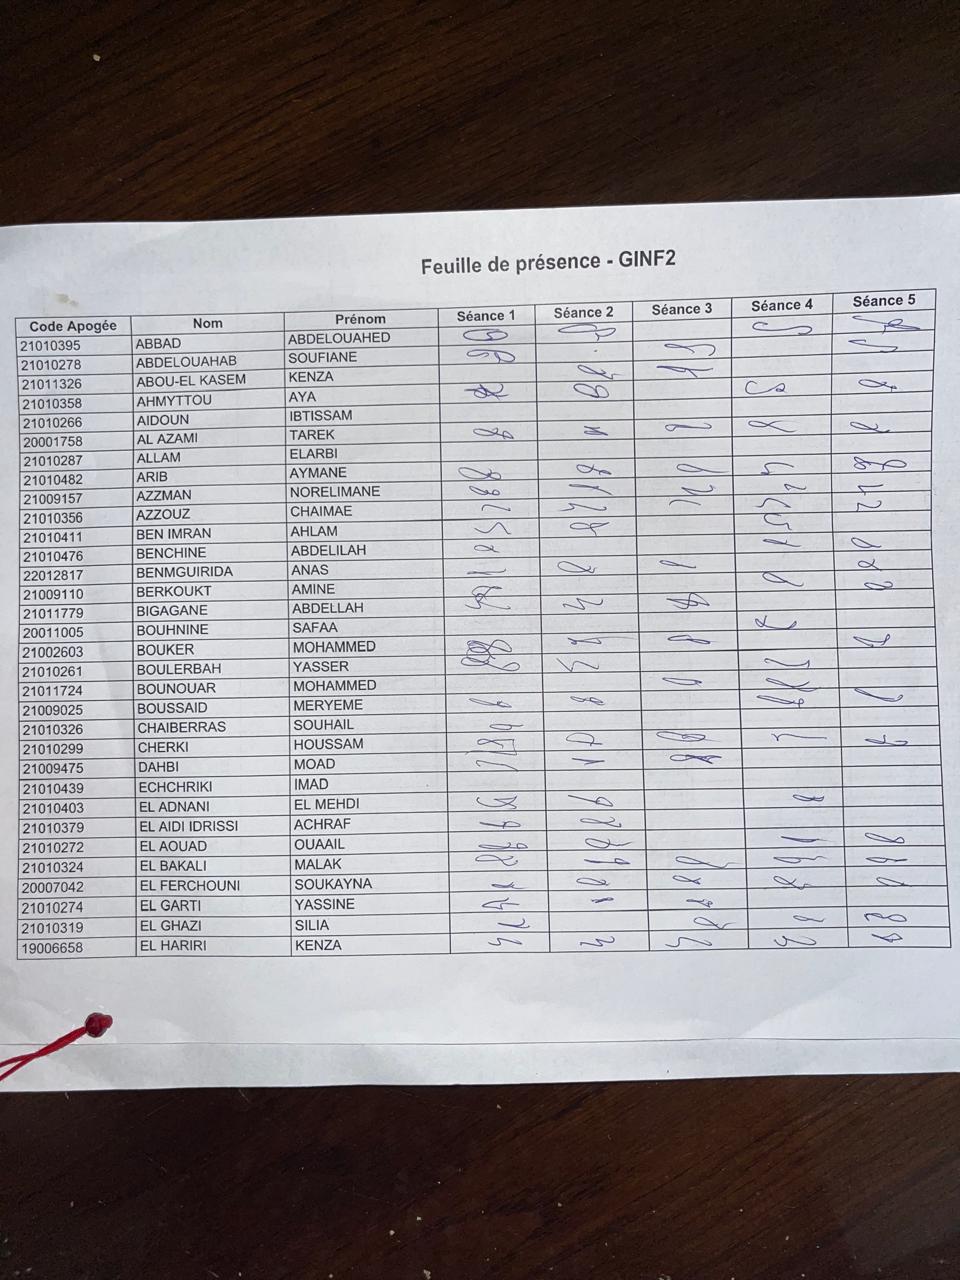 Feuille de présence - GINF2
Code Apogée Nom Prénom Séance 1 Séance 2 Séance 3 Séance 4 Séance 5
21010395 ABBAD ABDELOUAHED
21010278 ABDELOUAHAB SOUFIANE
21011326 ABOU-EL KASEM KENZA
21010358 AHMYTTOU AYA
21010266 AIDOUN IBTISSAM
20001758 AL AZAMI TAREK
21010287 ALLAM ELARBI
21010482 ARIB AYMANE
21009157 AZZMAN NORELIMANE
21010356 AZZOUZ CHAIMAE
21010411 BEN IMRAN AHLAM
21010476 BENCHINE ABDELILAH
22012817 BENMGUIRIDA ANAS
21009110 BERKOUKT AMINE
21011779 BIGAGANE ABDELLAH
20011005 BOUHNINE SAFAA
21002603 BOUKER MOHAMMED
21010261 BOULERBAH YASSER
21011724 BOUNOUAR MOHAMMED
21009025 BOUSSAID MERYEME
21010326 CHAIBERRAS SOUHAIL
21010299 CHERKI HOUSSAM
21009475 DAHBI MOAD
21010439 ECHCHRIKI IMAD
21010403 EL ADNANI EL MEHDI
21010379 EL AIDI IDRISSI ACHRAF
21010272 EL AOUAD OUAAIL
21010324 EL BAKALI MALAK
20007042 EL FERCHOUNI SOUKAYNA
21010274 EL GARTI YASSINE
21010319 EL GHAZI SILIA
19006658 EL HARIRI KENZA